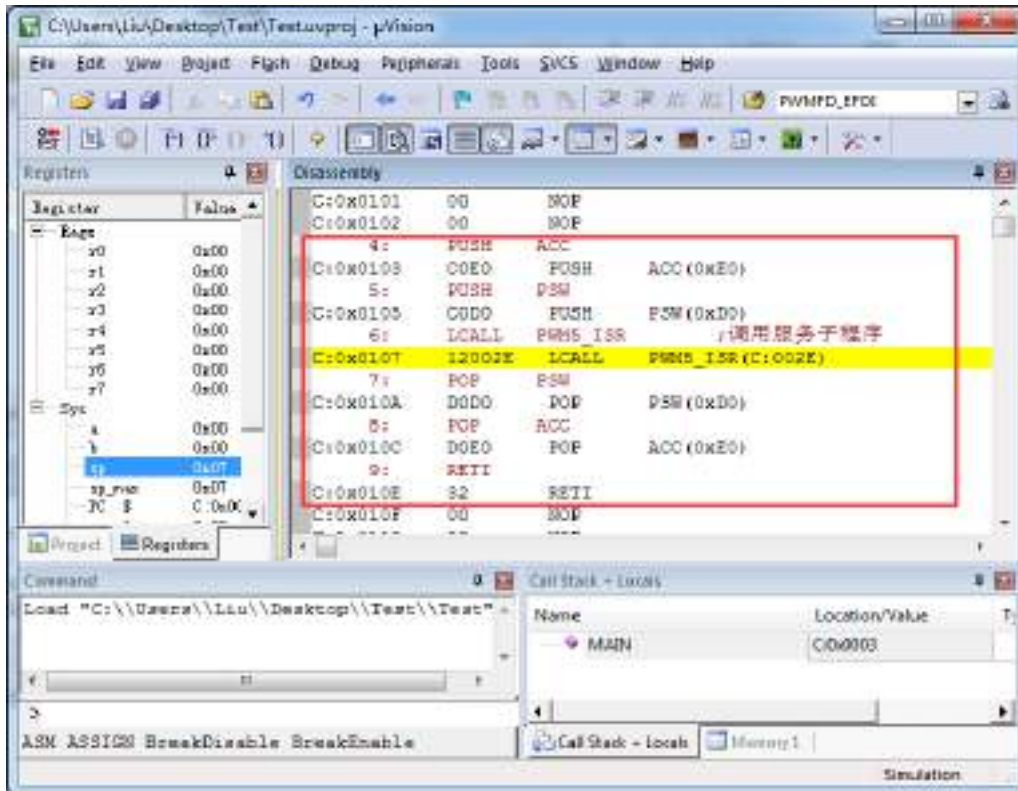 C:\Users\Liu\Desktop\Test\Test.uvproj - µVision
File Edit View Project Flash Debug Peripherals Tools SVCS Window Help
PWMFD_EPDI
Registers
Register Value
Regs
r0 0x00
r1 0x00
r2 0x00
r3 0x00
r4 0x00
r5 0x00
r6 0x00
r7 0x00
Sys
a 0x00
b 0x00
sp 0x07
sp_max 0x07
PC $
Project Registers
Disassembly
C:0x0101 00 NOP
C:0x0102 00 NOP
4: PUSH ACC
C:0x0103 C0E0 PUSH ACC(0xE0)
5: PUSH PSW
C:0x0105 C0D0 PUSH PSW(0xD0)
6: LCALL PWM5_ISR ;调用服务子程序
C:0x0107 12002E LCALL PWM5_ISR(C:002E)
7: POP PSW
C:0x010A D0D0 POP PSW(0xD0)
8: POP ACC
C:0x010C D0E0 POP ACC(0xE0)
9: RETI
C:0x010E 32 RETI
C:0x010F 00 NOP
Command
Load "C:\\Users\\Liu\\Desktop\\Test\\Test"
>
ASM ASSIGN BreakDisable BreakEnable
Call Stack + Locals
Name Location/Value
MAIN C:0x0003
Call Stack + Locals Memory 1
Simulation